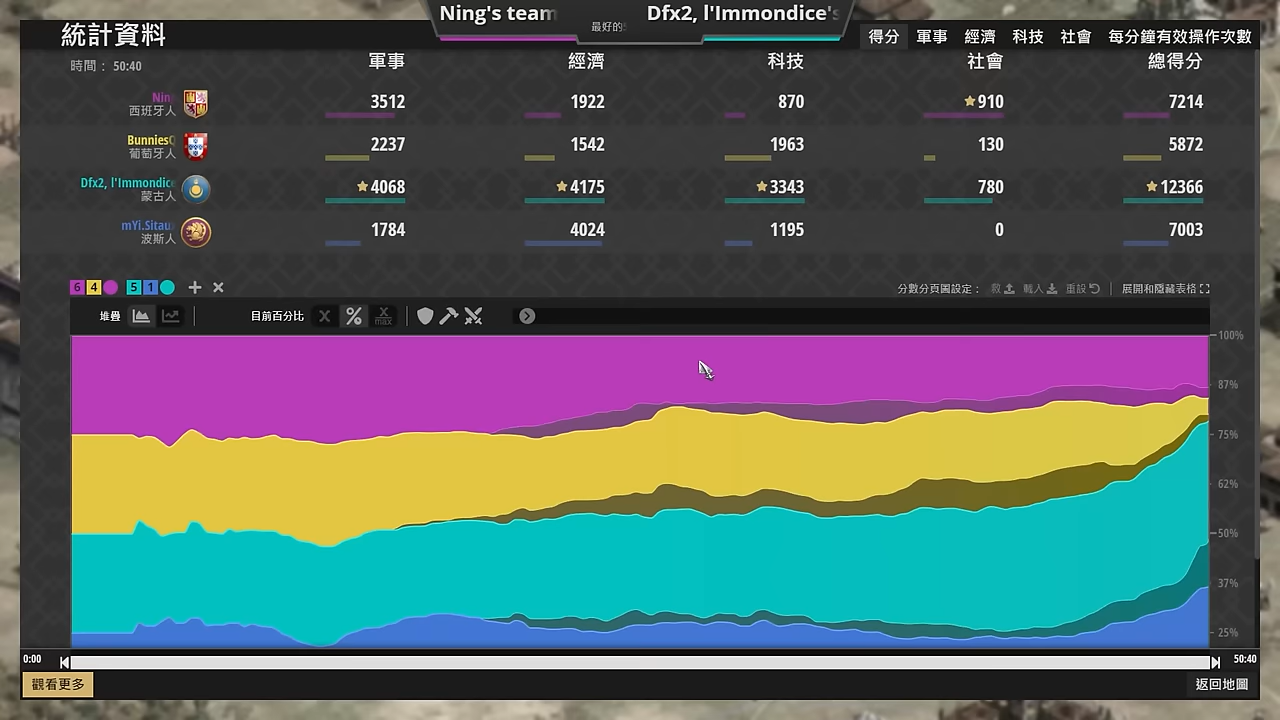 Ning's team
最好的
Dfx2, l'Immondice's
統計資料
得分 軍事 經濟 科技 社會 每分鐘有效操作次數
時間： 50:40
軍事 經濟 科技 社會 總得分
Nin 3512 1922 870 910 7214
西班牙人
BunniesQ 2237 1542 1963 130 5872
葡萄牙人
Dfx2, l'Immondice 4068 4175 3343 780 12366
蒙古人
mYi.Sitau 1784 4024 1195 0 7003
波斯人
6 4 5 1
分數分頁圖設定： 載入 重設 | 展開和隱藏表格
堆疊 目前百分比 X % X max
100%
87%
75%
62%
50%
37%
25%
0:00 50:40
觀看更多 返回地圖